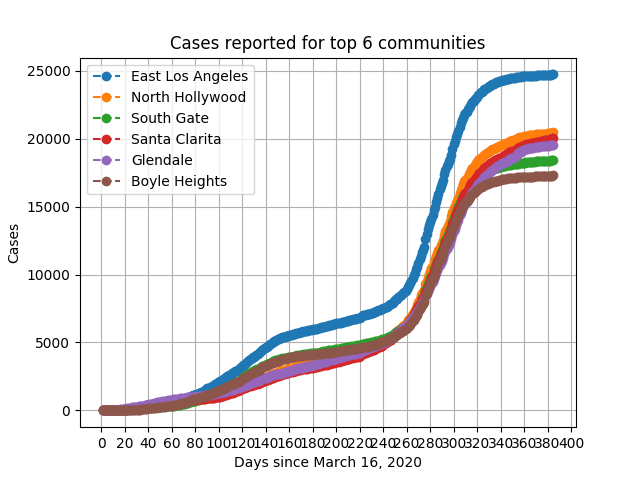 Cases reported for top 6 communities
East Los Angeles
North Hollywood
South Gate
Santa Clarita
Glendale
Boyle Heights
25000
20000
15000
10000
5000
0
Cases
0 20 40 60 80 100 120 140 160 180 200 220 240 260 280 300 320 340 360 380 400
Days since March 16, 2020